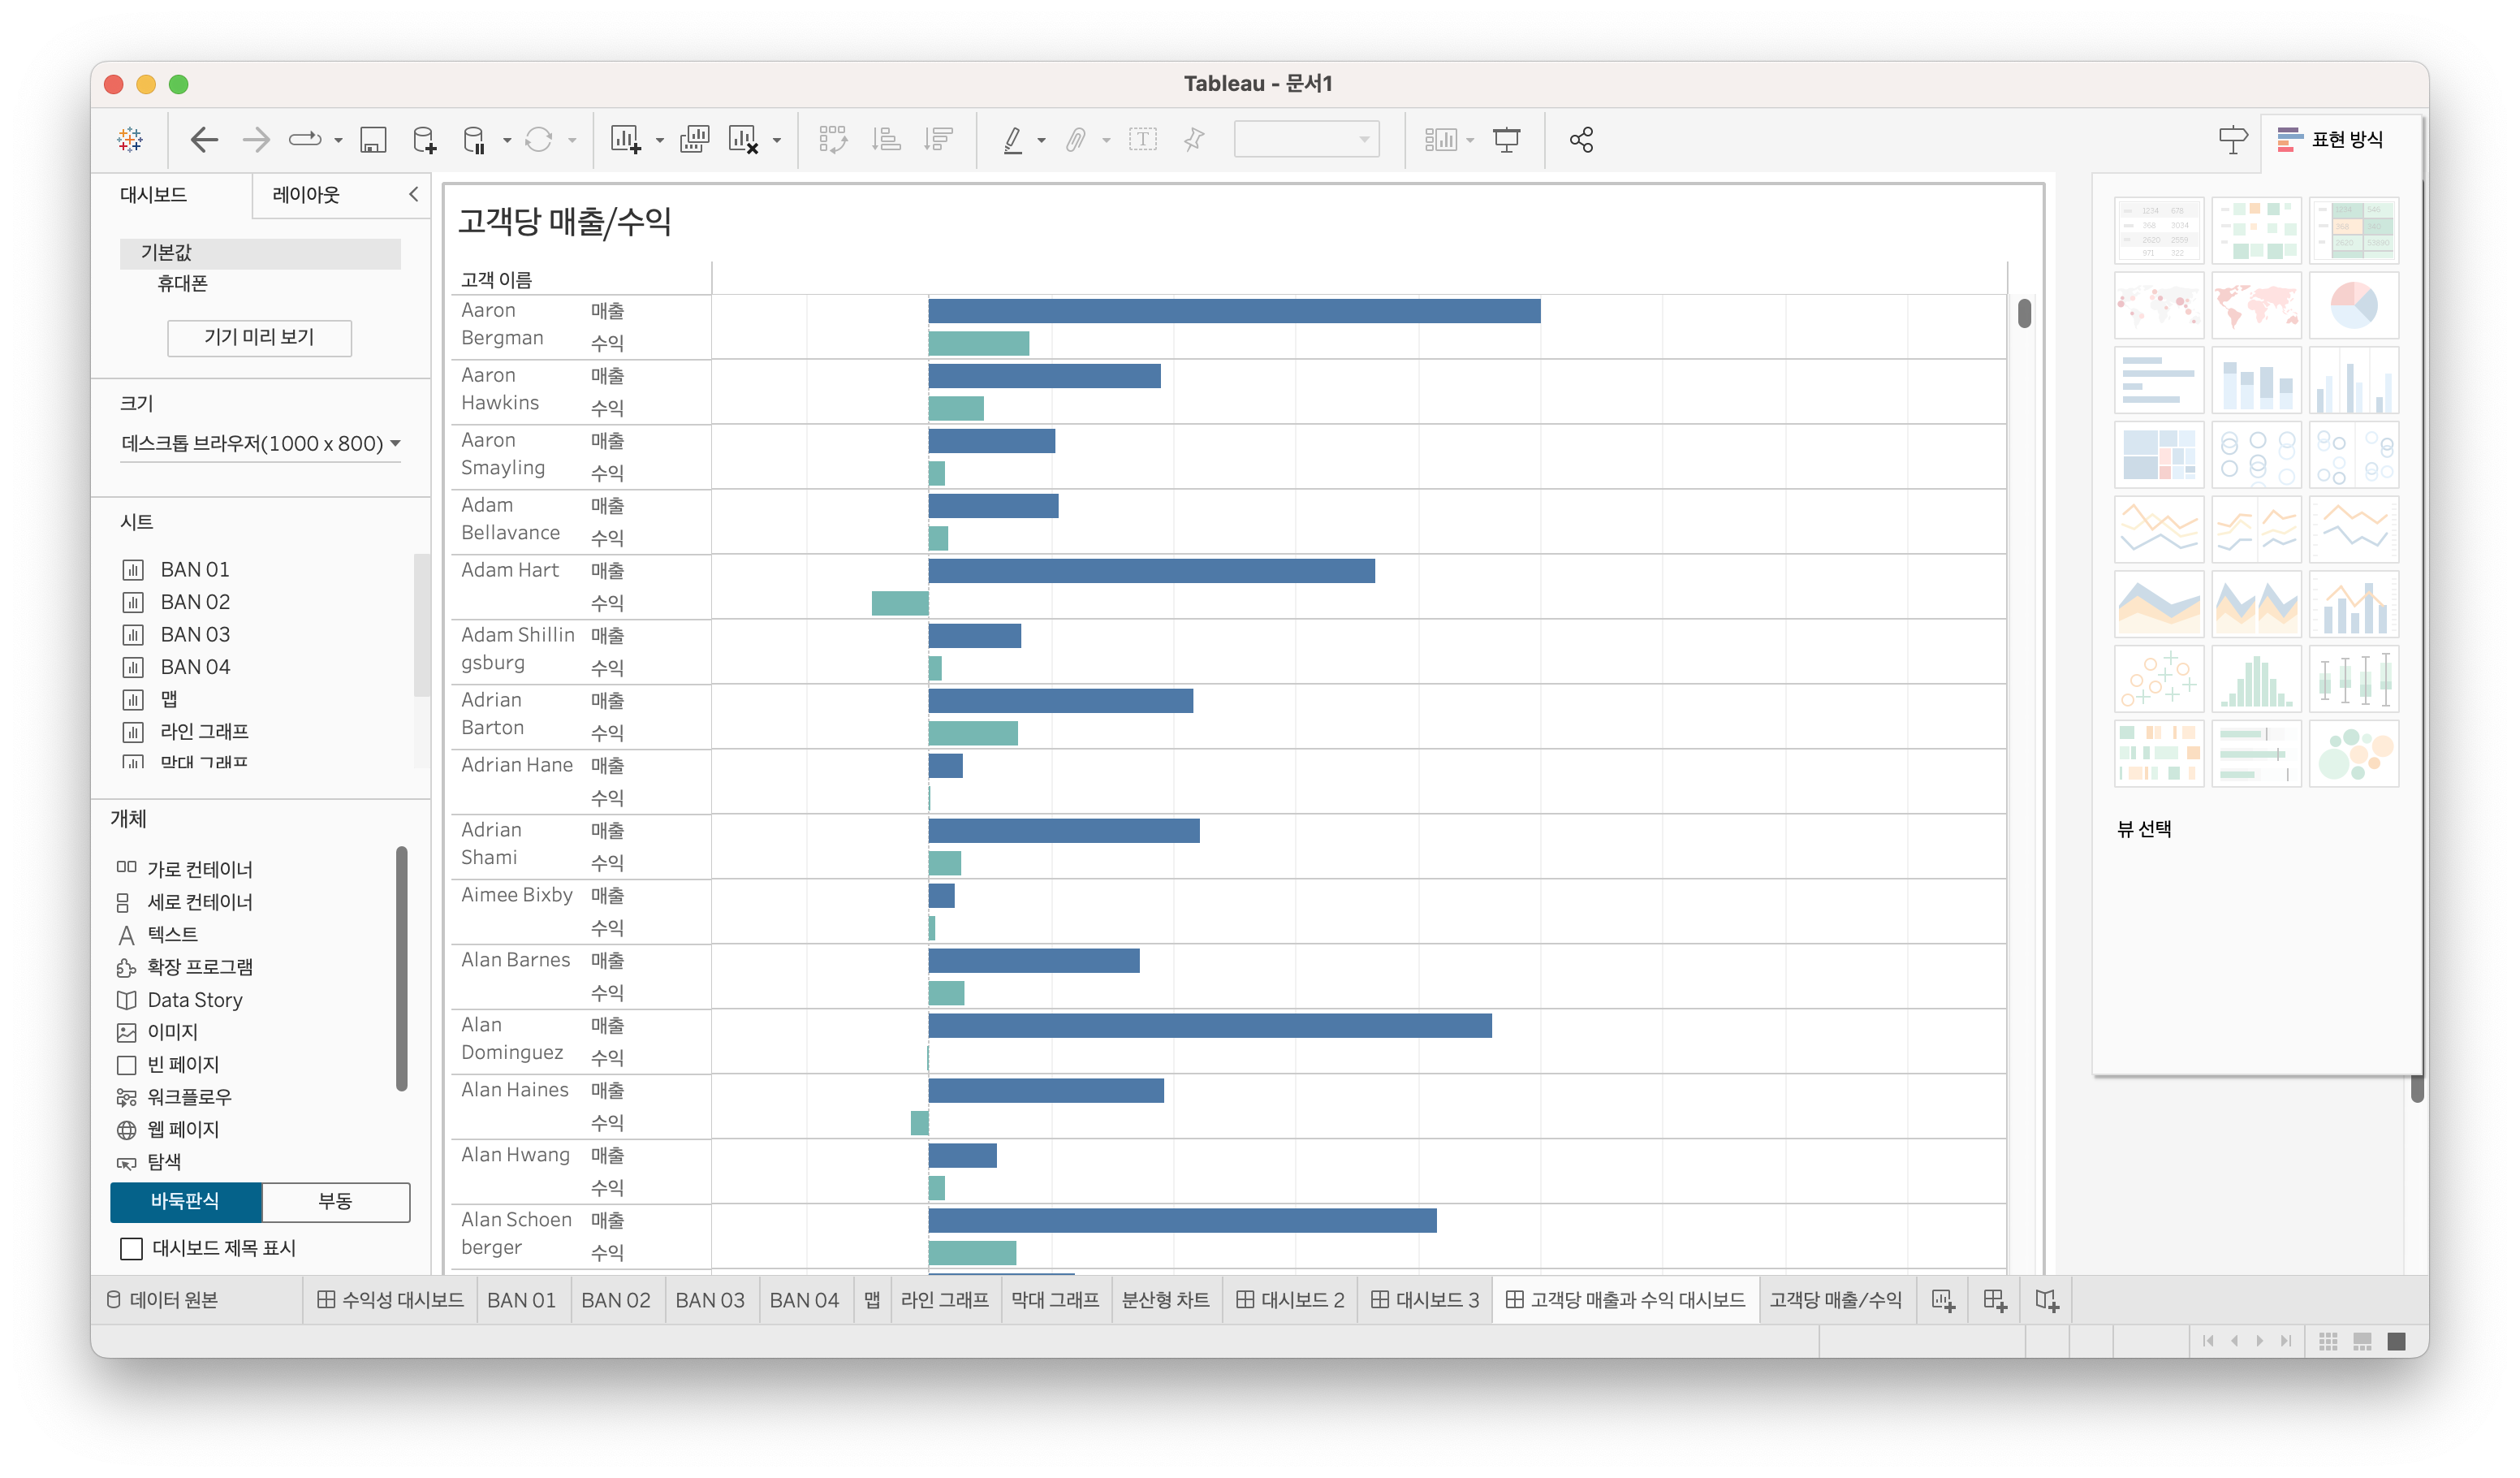 Tableau - 문서1
표현 방식
대시보드
레이아웃
기본값
휴대폰
기기 미리 보기
크기
데스크톱 브라우저(1000 x 800)
시트
BAN 01
BAN 02
BAN 03
BAN 04
맵
라인 그래프
막대 그래프
개체
가로 컨테이너
세로 컨테이너
텍스트
확장 프로그램
Data Story
이미지
빈 페이지
워크플로우
웹 페이지
탐색
바둑판식
부동
대시보드 제목 표시
고객당 매출/수익
고객 이름
Aaron Bergman
매출
수익
Aaron Hawkins
매출
수익
Aaron Smayling
매출
수익
Adam Bellavance
매출
수익
Adam Hart
매출
수익
Adam Shillin
gsburg
매출
수익
Adrian Barton
매출
수익
Adrian Hane
매출
수익
Adrian Shami
매출
수익
Aimee Bixby
매출
수익
Alan Barnes
매출
수익
Alan Dominguez
매출
수익
Alan Haines
매출
수익
Alan Hwang
매출
수익
Alan Schoen
berger
매출
수익
뷰 선택
데이터 원본
수익성 대시보드
BAN 01
BAN 02
BAN 03
BAN 04
맵
라인 그래프
막대 그래프
분산형 차트
대시보드 2
대시보드 3
고객당 매출과 수익 대시보드
고객당 매출/수익